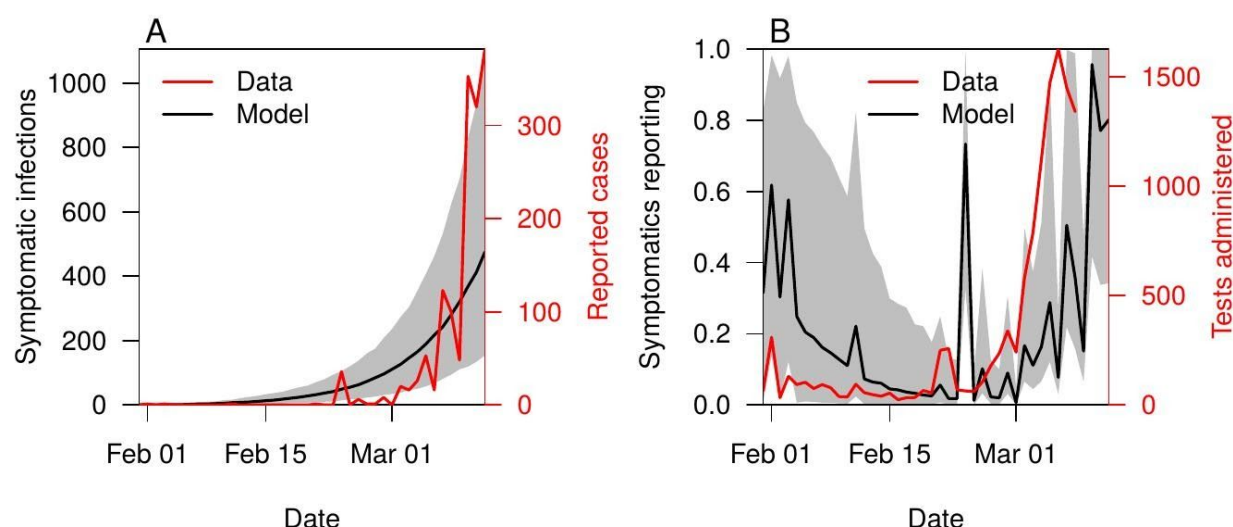 A
Data
Model
Symptomatic infections
1000
800
600
400
200
0
300
200
100
0
Reported cases
Feb 01
Feb 15
Mar 01
Date
B
Data
Model
Symptomatics reporting
1.0
0.8
0.6
0.4
0.2
0.0
1500
1000
500
0
Tests administered
Feb 01
Feb 15
Mar 01
Date